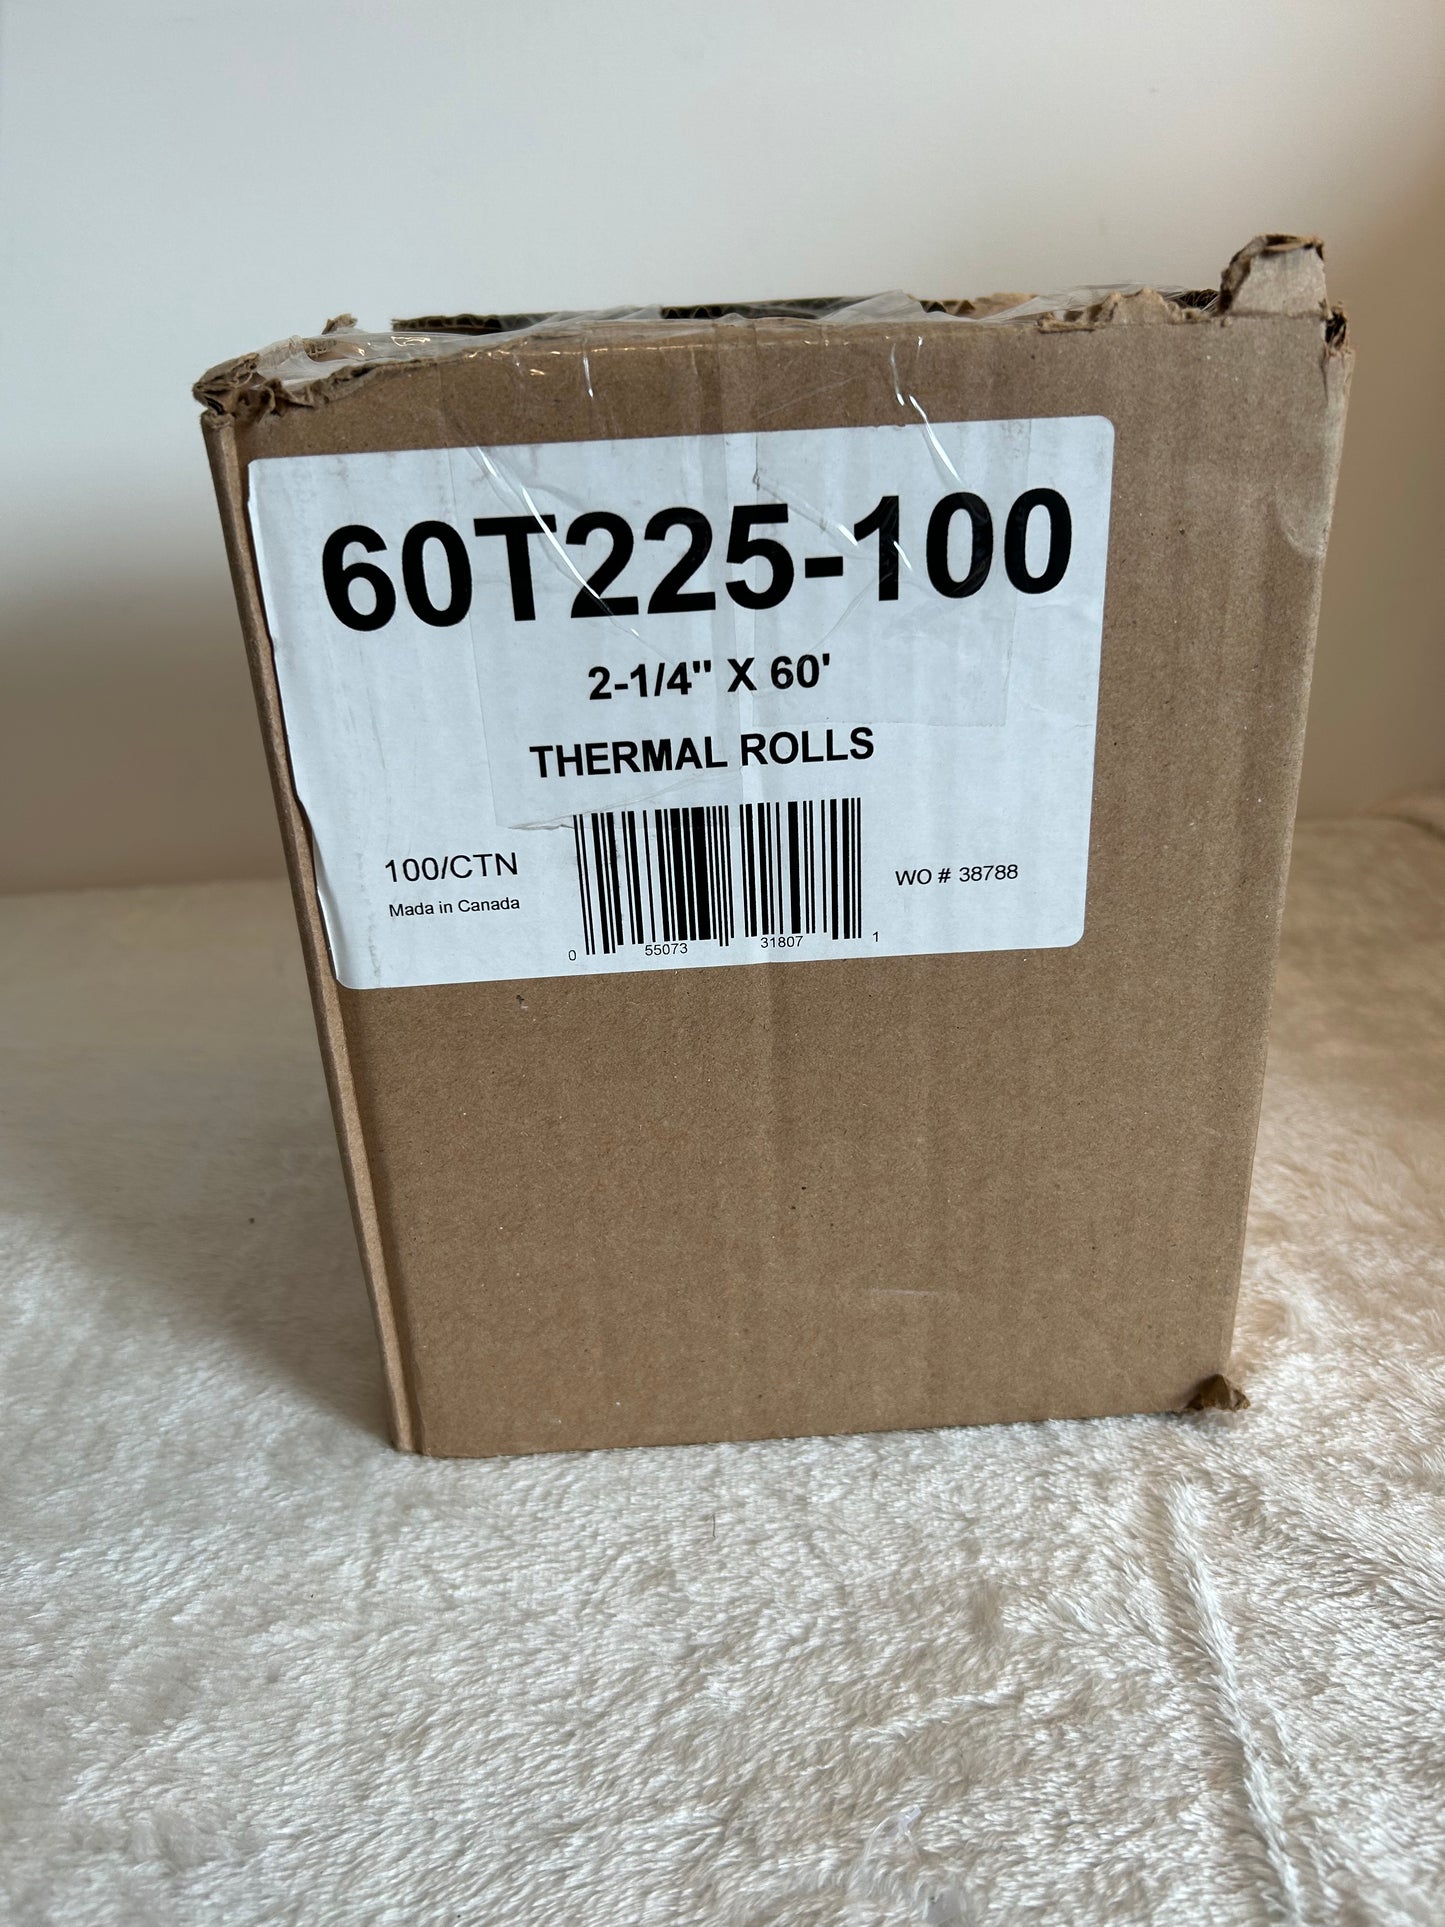 60T225-100
2-1/4" X 60'
THERMAL ROLLS
100/CTN
Mada in Canada
WO # 38788
0 55073 31807 1